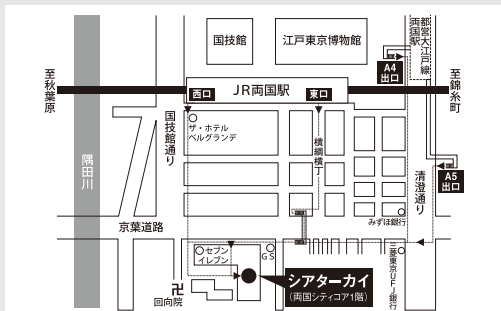 国技館
江戸東京博物館
都営大江戸線
両国駅
A4
出口
至秋葉原
西口
JR両国駅
東口
至錦糸町
国技館通り
ザ・ホテル
ベルグランデ
横綱横丁
隅田川
清澄通り
A5
出口
京葉道路
みずほ銀行
セブン
イレブン
GS
シアターカイ
(両国シティコア1階)
三菱東京UFJ銀行
卍
回向院